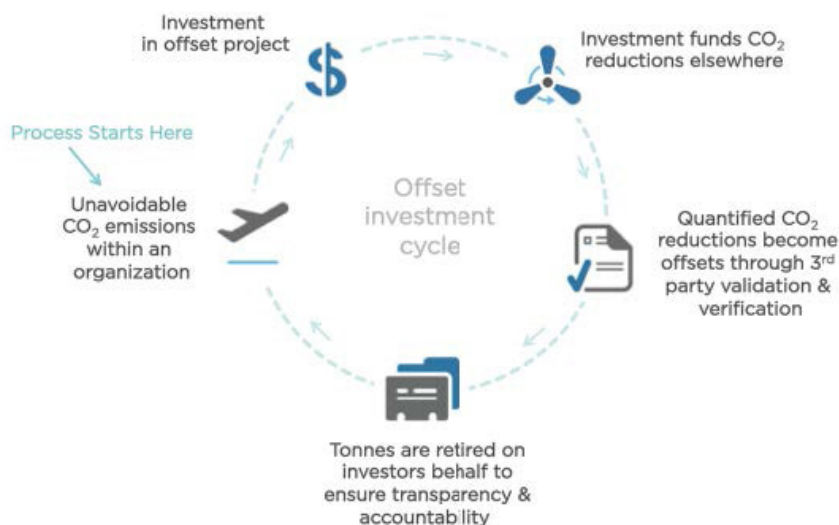 Investment
in offset project
$
Investment funds CO₂
reductions elsewhere
Process Starts Here
Unavoidable
CO₂ emissions
within an
organization
Offset
investment
cycle
Quantified CO₂
reductions become
offsets through 3ʳᵈ
party validation &
verification
Tonnes are retired on
investors behalf to
ensure transparency &
accountability